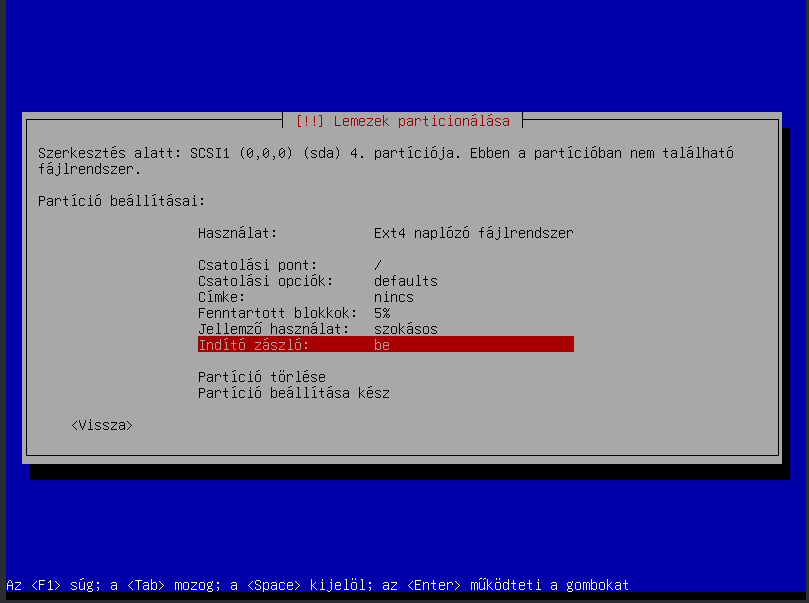 [!!] Lemezek particionálása
Szerkesztés alatt: SCSI1 (0,0,0) (sda) 4. partíciója. Ebben a partícióban nem található
fájlrendszer.
Partíció beállításai:
Használat: Ext4 naplózó fájlrendszer
Csatolási pont: /
Csatolási opciók: defaults
Címke: nincs
Fenntartott blokkok: 5%
Jellemző használat: szokásos
Indító zászló: be
Partíció törlése
Partíció beállítása kész
<Vissza>
Az <F1> súg; a <Tab> mozog; a <Space> kijelöl; az <Enter> működteti a gombokat